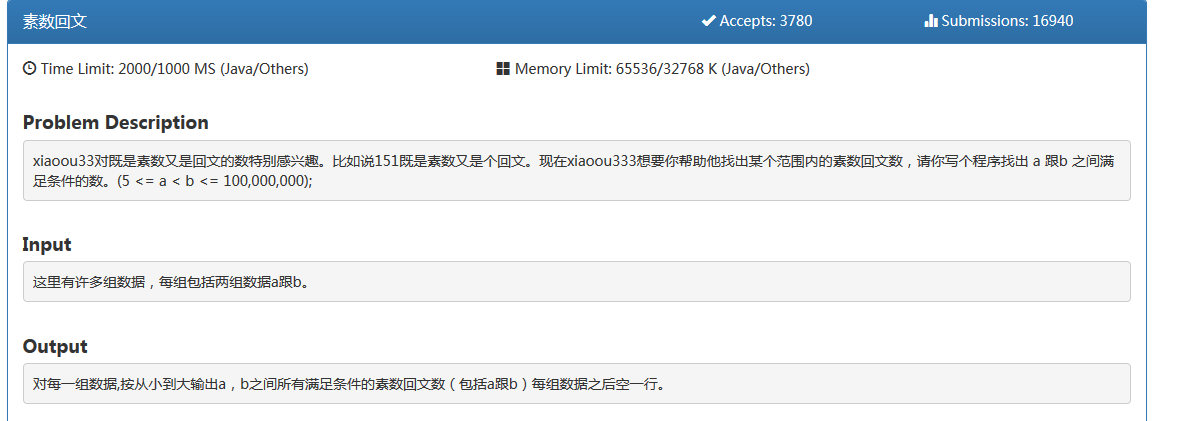 素数回文 Accepts: 3780 Submissions: 16940
Time Limit: 2000/1000 MS (Java/Others) Memory Limit: 65536/32768 K (Java/Others)
Problem Description
xiaoou33对既是素数又是回文的数特别感兴趣。比如说151既是素数又是个回文。现在xiaoou333想要你帮助他找出某个范围内的素数回文数，请你写个程序找出 a 跟b 之间满
足条件的数。(5 <= a < b <= 100,000,000);
Input
这里有许多组数据，每组包括两组数据a跟b。
Output
对每一组数据,按从小到大输出a，b之间所有满足条件的素数回文数（包括a跟b）每组数据之后空一行。